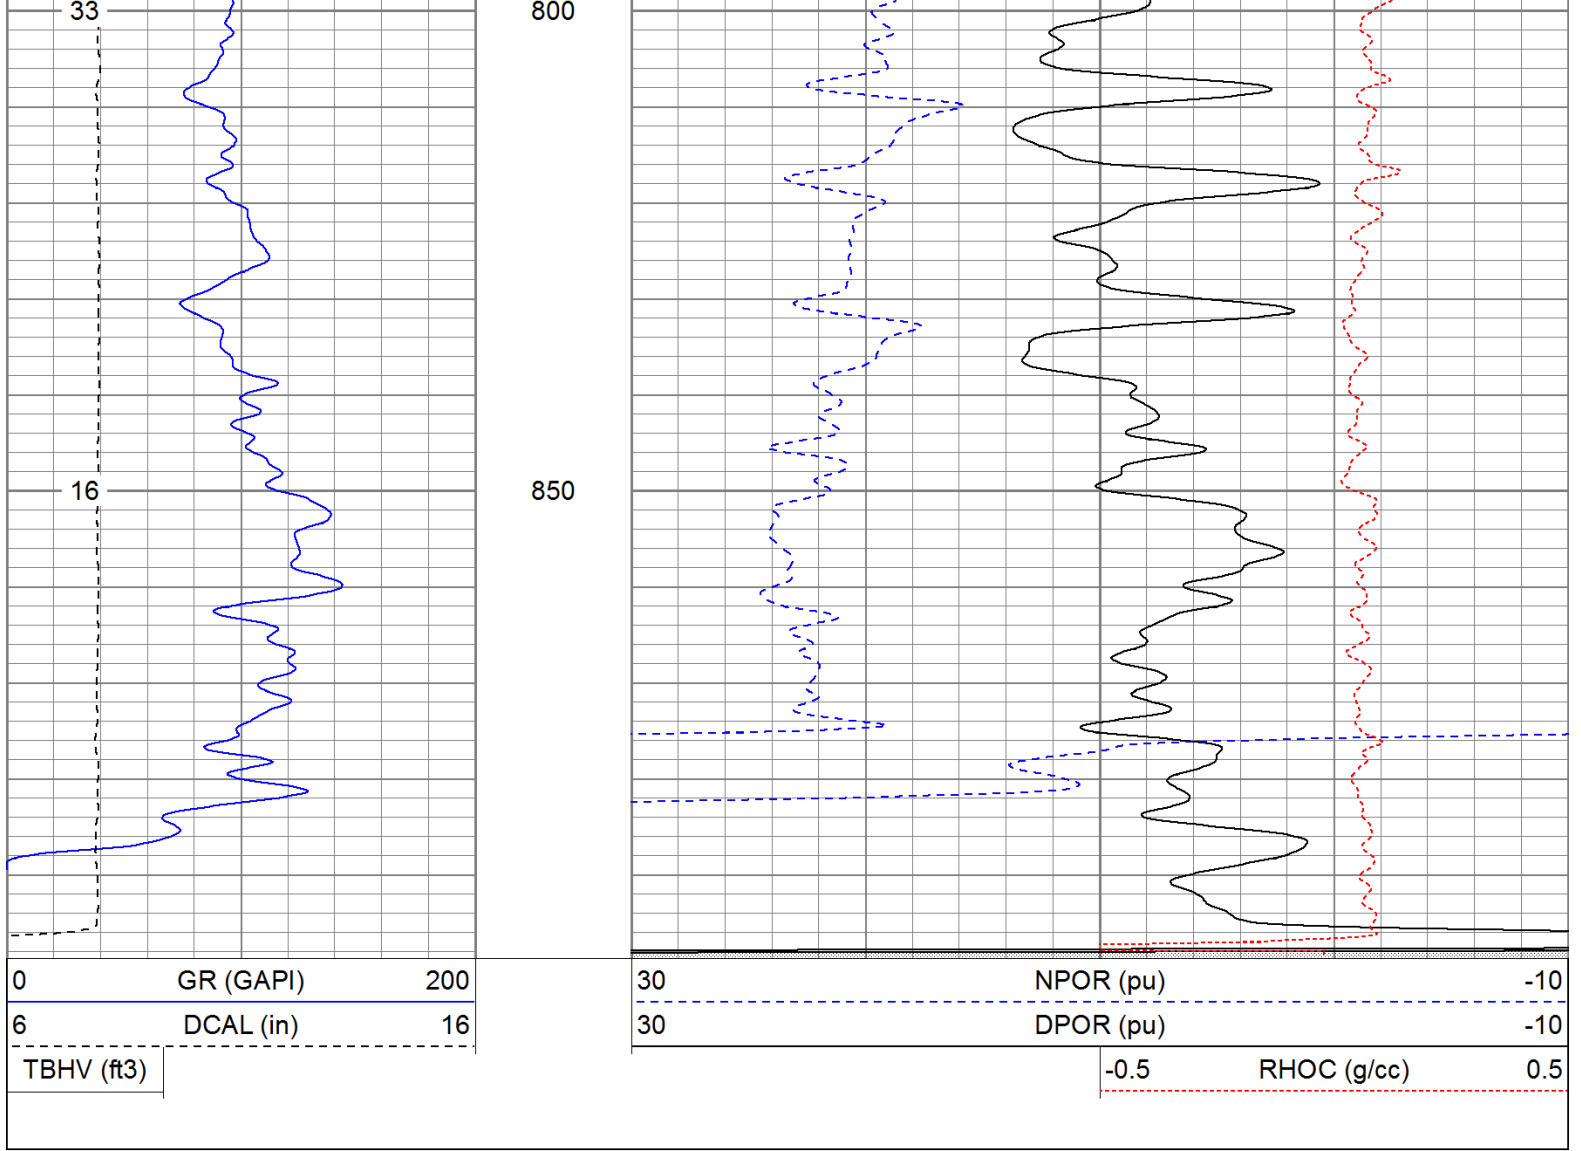 33 800
16 850
0 GR (GAPI) 200 30 NPOR (pu) -10
6 DCAL (in) 16 30 DPOR (pu) -10
TBHV (ft3) -0.5 RHOC (g/cc) 0.5